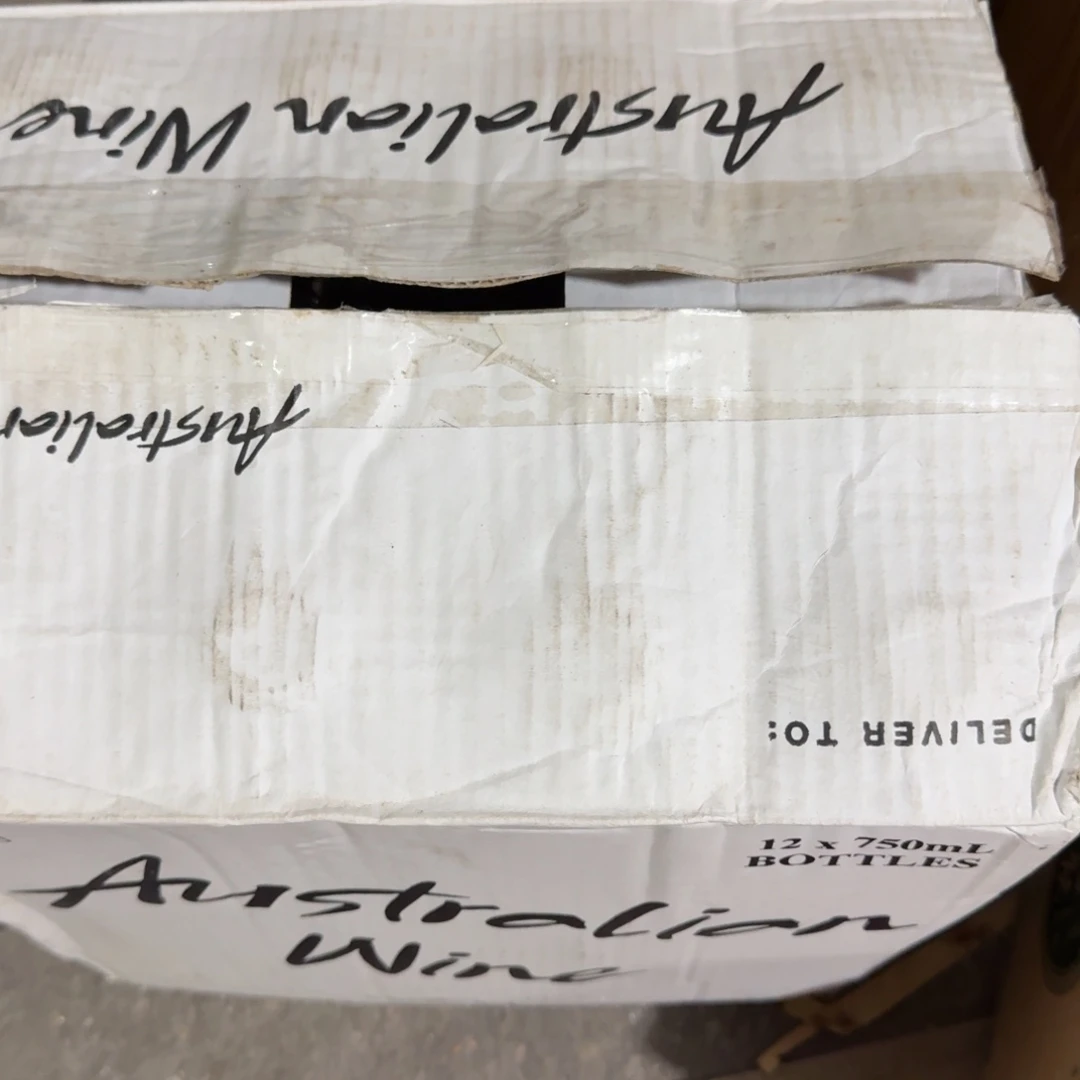 Australian Wine
Australian
DELIVER TO:
12 x 750mL
BOTTLES
Australian
Wine